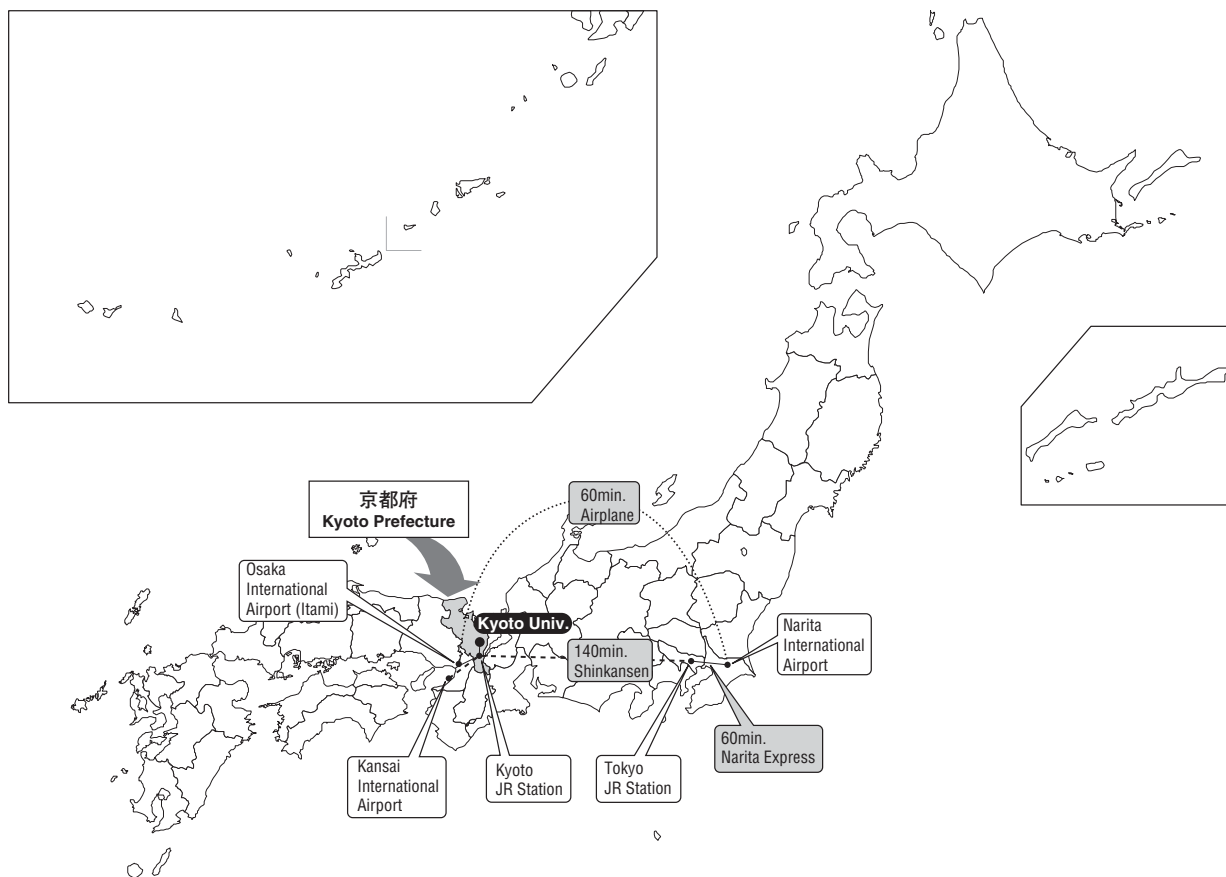 京都府
Kyoto Prefecture
60min.
Airplane
Osaka
International
Airport (Itami)
Kyoto Univ.
140min.
Shinkansen
Narita
International
Airport
Kansai
International
Airport
Kyoto
JR Station
Tokyo
JR Station
60min.
Narita Express